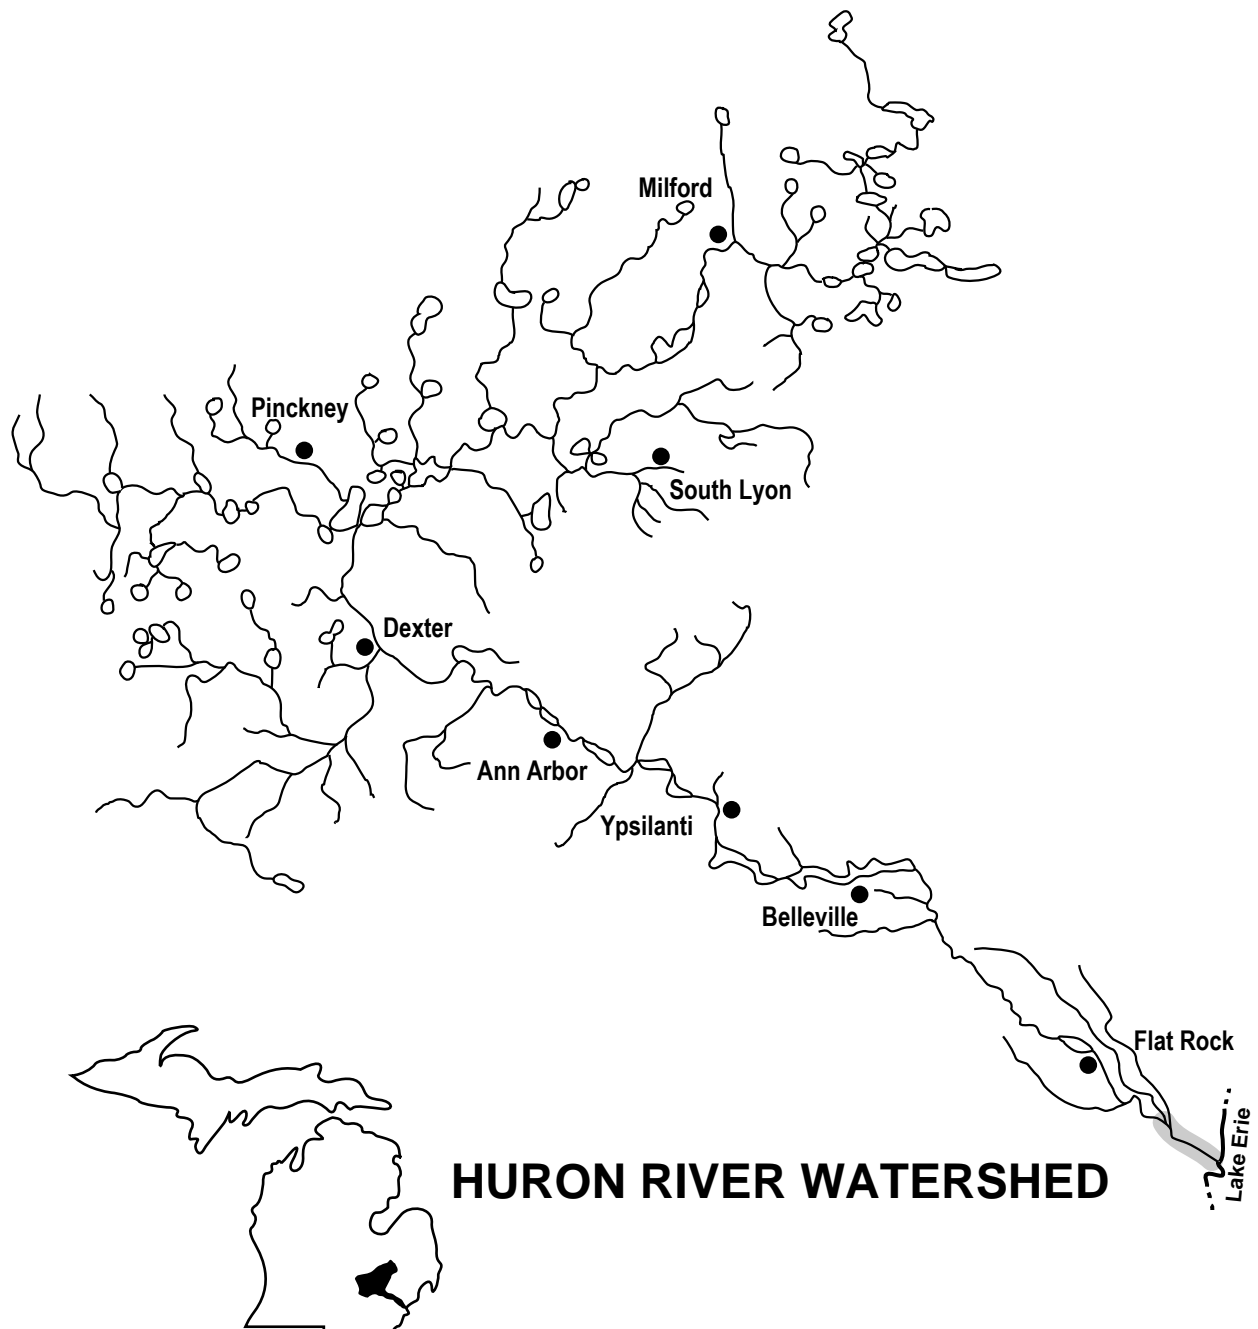 Milford
Pinckney
South Lyon
Dexter
Ann Arbor
Ypsilanti
Belleville
Flat Rock
Lake Erie
HURON RIVER WATERSHED